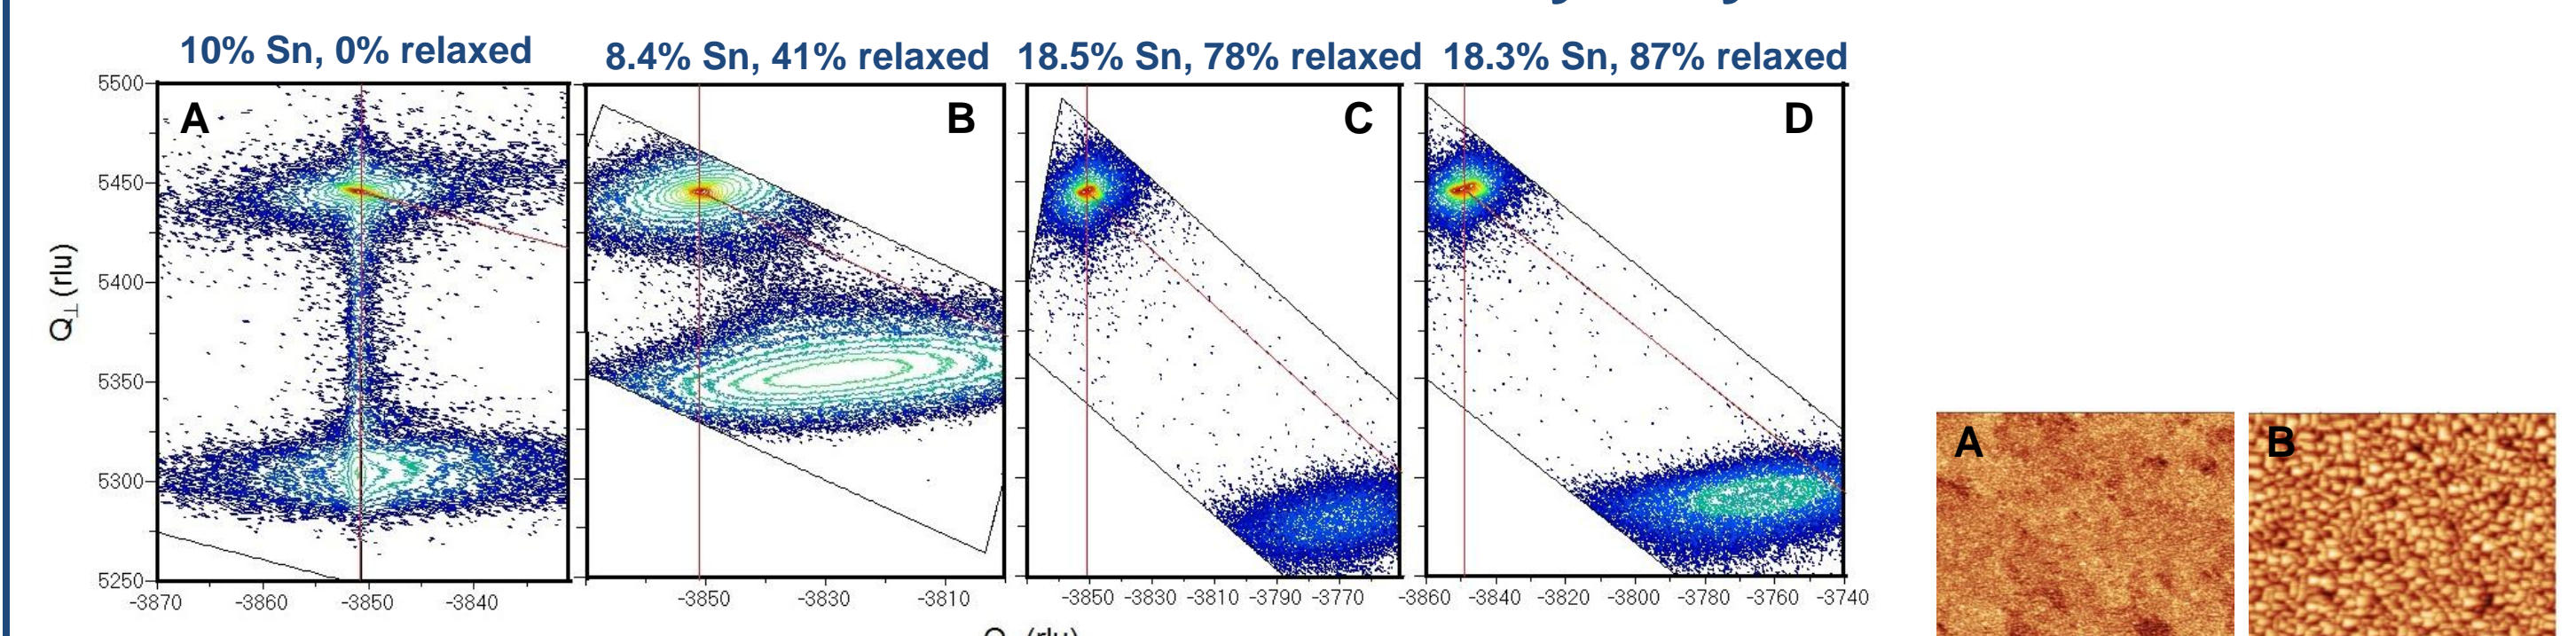 10% Sn, 0% relaxed
8.4% Sn, 41% relaxed
18.5% Sn, 78% relaxed
18.3% Sn, 87% relaxed
A
B
C
D
Q⊥ (rlu)
5500
5450
5400
5350
5300
5250
-3870 -3860 -3850 -3840
-3850 -3830 -3810
-3850 -3830 -3810 -3790 -3770
-3860 -3840 -3820 -3800 -3780 -3760 -3740
A
B